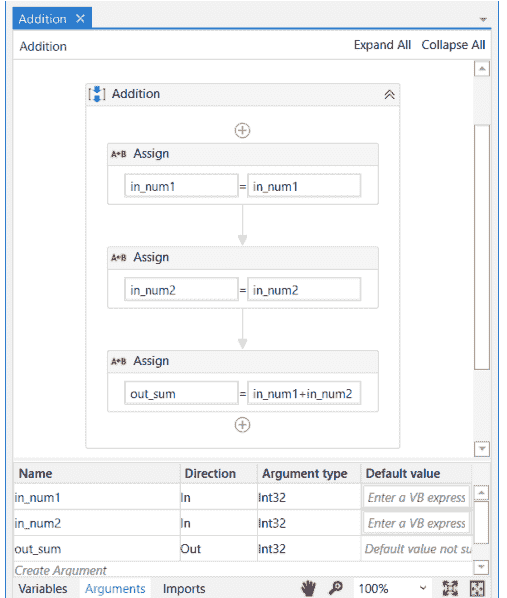 Addition
Addition Expand All Collapse All
Addition
A+B Assign
in_num1 = in_num1
A+B Assign
in_num2 = in_num2
A+B Assign
out_sum = in_num1+in_num2
Name Direction Argument type Default value
in_num1 In Int32 Enter a VB express
in_num2 In Int32 Enter a VB express
out_sum Out Int32 Default value not su
Create Argument
Variables Arguments Imports 100%